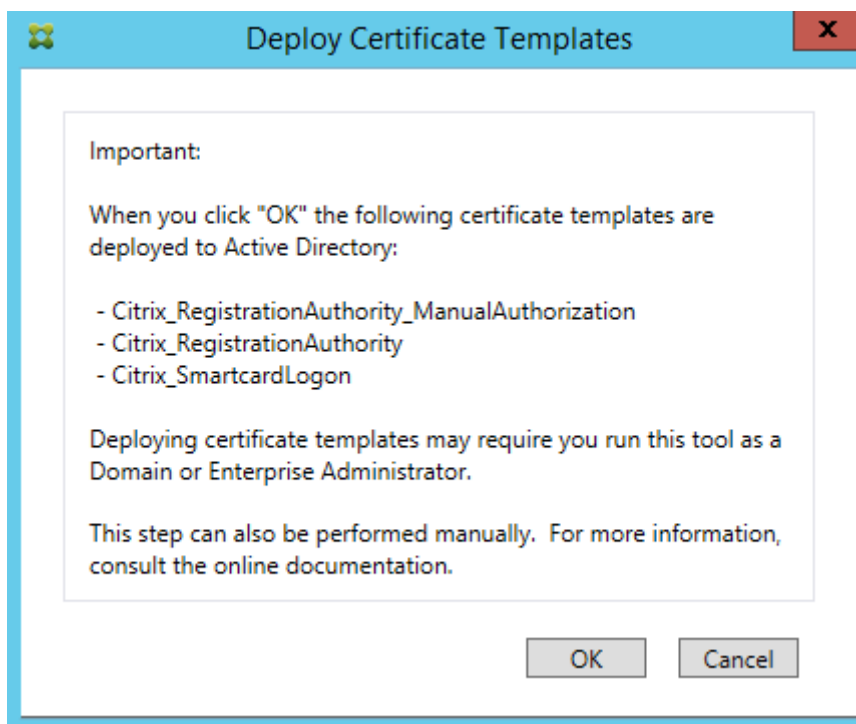 Deploy Certificate Templates
x
Important:
When you click "OK" the following certificate templates are
deployed to Active Directory:
- Citrix_RegistrationAuthority_ManualAuthorization
- Citrix_RegistrationAuthority
- Citrix_SmartcardLogon
Deploying certificate templates may require you run this tool as a
Domain or Enterprise Administrator.
This step can also be performed manually.  For more information,
consult the online documentation.
OK
Cancel